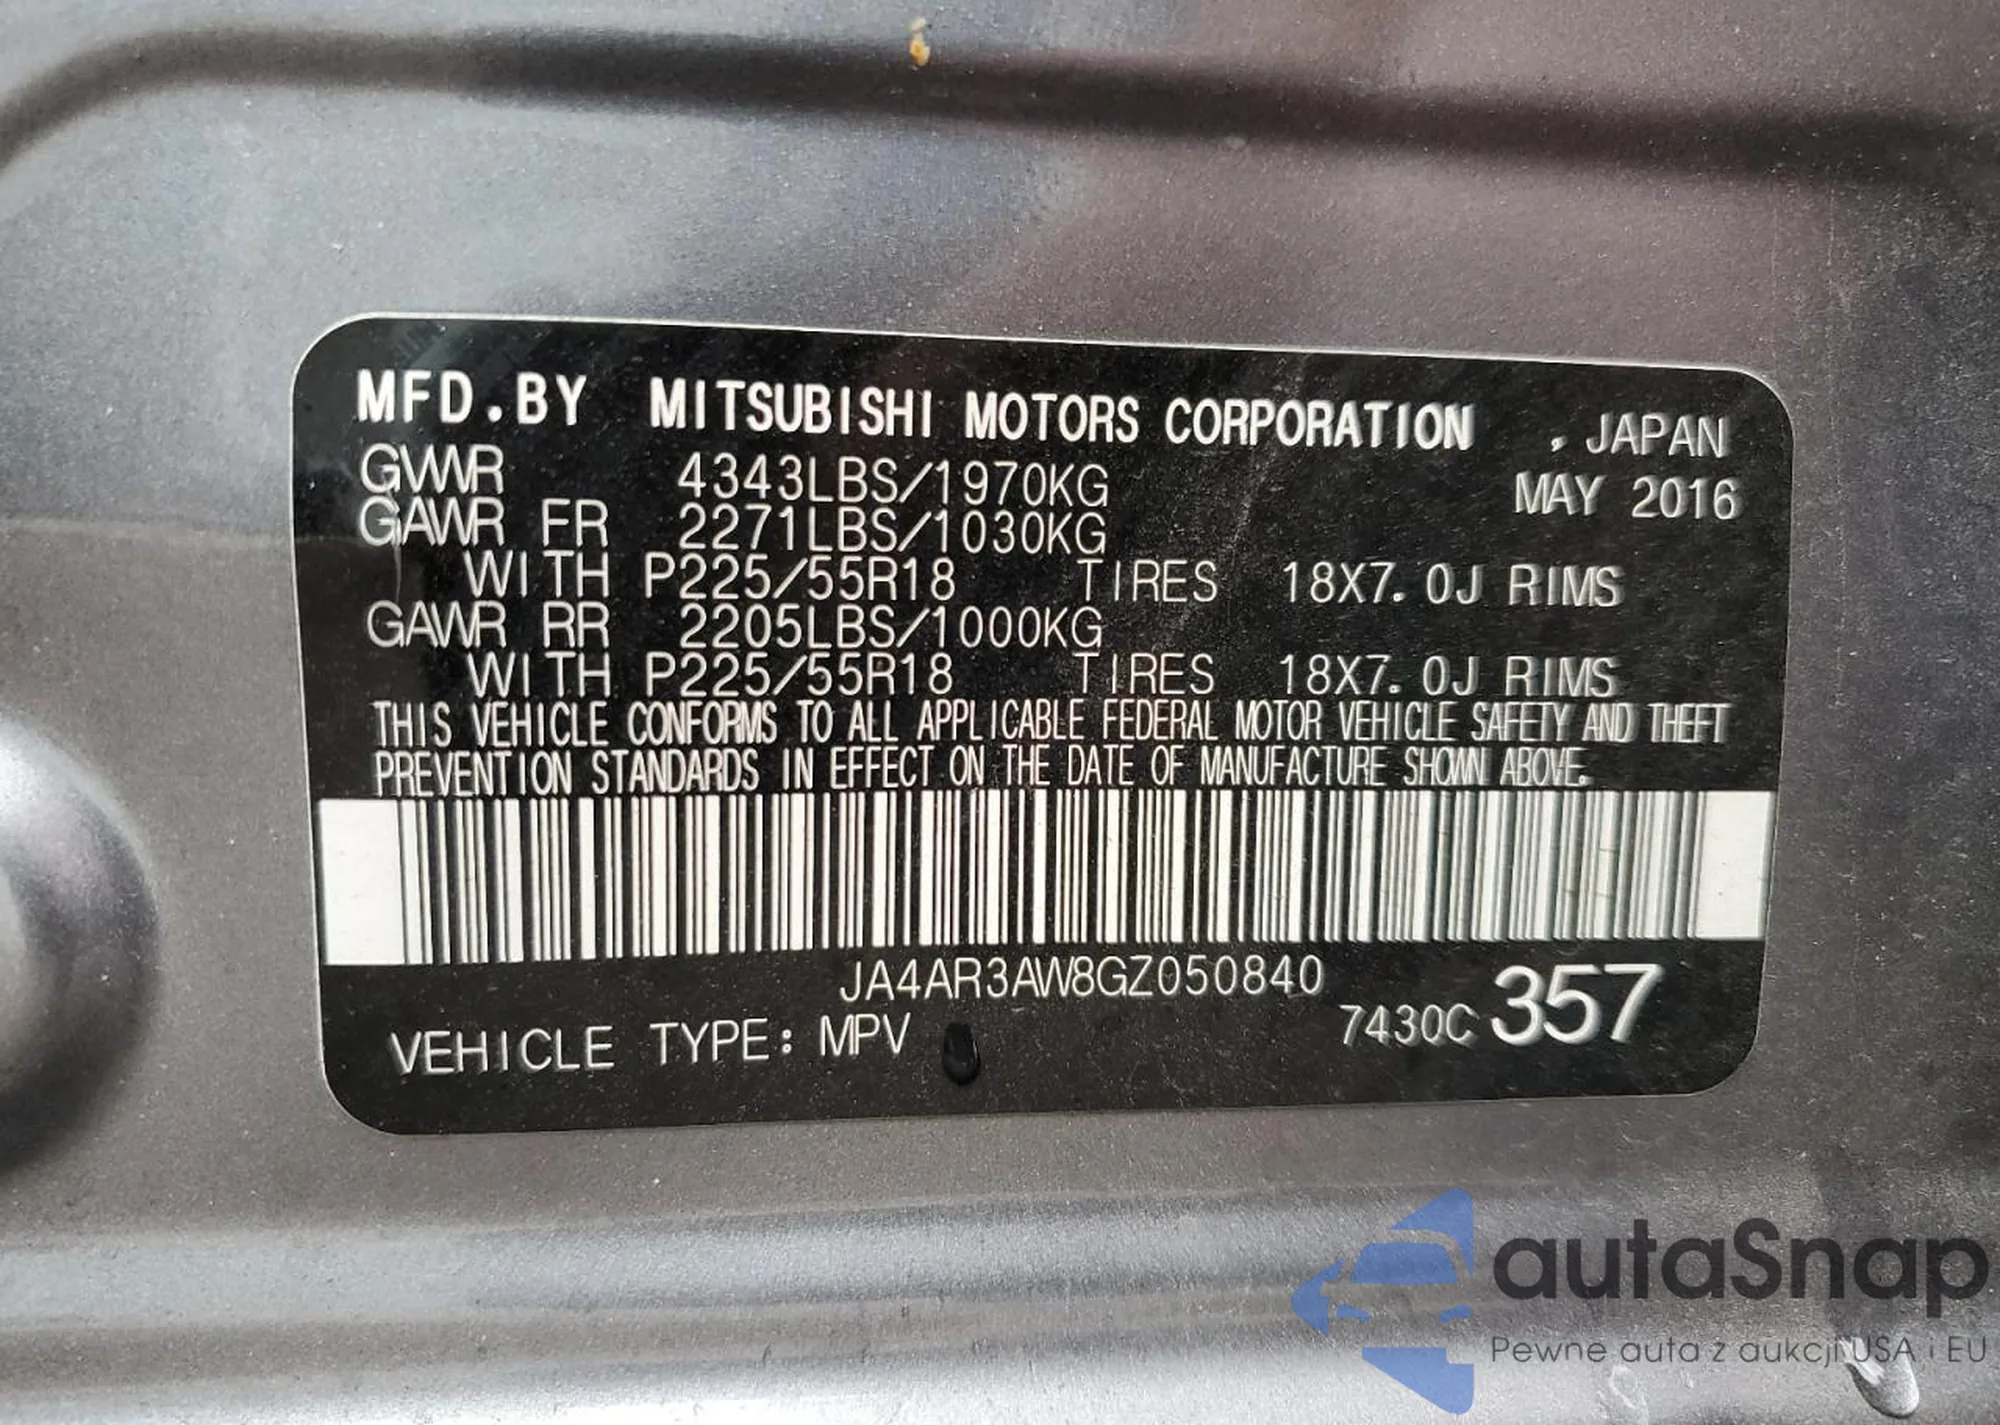 MFD.BY MITSUBISHI MOTORS CORPORATION , JAPAN
GVWR 4343LBS/1970KG MAY 2016
GAWR FR 2271LBS/1030KG
WITH P225/55R18 TIRES 18X7.0J RIMS
GAWR RR 2205LBS/1000KG
WITH P225/55R18 TIRES 18X7.0J RIMS
THIS VEHICLE CONFORMS TO ALL APPLICABLE FEDERAL MOTOR VEHICLE SAFETY AND THEFT
PREVENTION STANDARDS IN EFFECT ON THE DATE OF MANUFACTURE SHOWN ABOVE.
JA4AR3AW8GZ050840
VEHICLE TYPE: MPV 7430C 357
autaSnap
Pewne auta z aukcji USA i EU